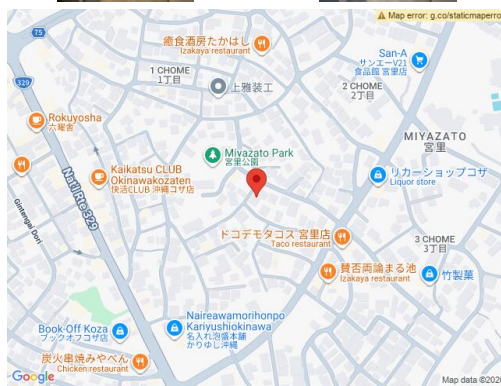 Map error: g.co/staticmaperro
75
癒食酒房たかはし
Izakaya restaurant
San-A
サンエーV21
食品館 宮里店
1 CHOME
1丁目
上雅装工
2 CHOME
2丁目
329
Rokuyosha
六曜舎
MIYAZATO
宮里
Miyazato Park
宮里公園
Kaikatsu CLUB
Okinawakozaten
快活CLUB 沖縄コザ店
リカーショップコザ
Liquor store
Nat'l Rte 329
Gintengai Dori
ドコデモタコス 宮里店
Taco restaurant
3 CHOME
3丁目
賛否両論まる池
Izakaya restaurant
竹製菓
Book-Off Koza
ブックオフコザ店
Naireawamorihonpo
Kariyushiokinawa
名入れ泡盛本舗
かりゆし沖縄
炭火串焼みやべん
Chicken restaurant
Google
Map data ©202